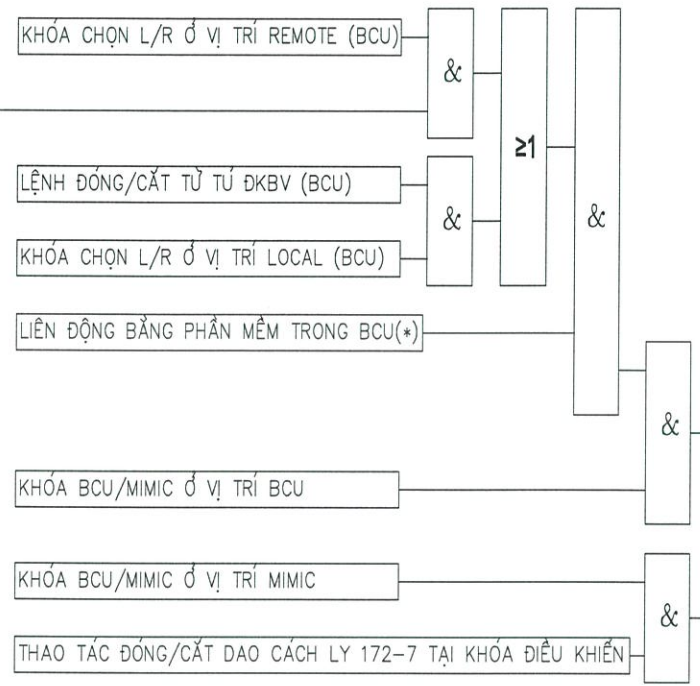 KHÓA CHỌN L/R Ở VỊ TRÍ REMOTE (BCU)
&
≥1
LỆNH ĐÓNG/CẮT TỪ TỦ ĐKBV (BCU)
&
&
KHÓA CHỌN L/R Ở VỊ TRÍ LOCAL (BCU)
LIÊN ĐỘNG BẰNG PHẦN MỀM TRONG BCU(*)
&
KHÓA BCU/MIMIC Ở VỊ TRÍ BCU
KHÓA BCU/MIMIC Ở VỊ TRÍ MIMIC
&
THAO TÁC ĐÓNG/CẮT DAO CÁCH LY 172-7 TẠI KHÓA ĐIỀU KHIỂN